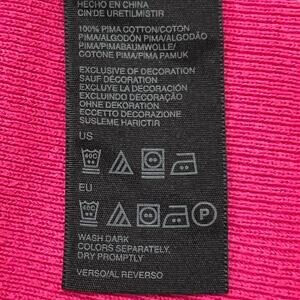 HECHO EN CHINA
CIN'DE URETILMISTIR
100% PIMA COTTON/COTON
PIMA/ALGODÓN PIMA/ALGODÃO
PIMA/PIMABAUMWOLLE/
COTONE PIMA/PIMA PAMUK
EXCLUSIVE OF DECORATION
SAUF DÉCORATION
EXCLUYE LA DECORACIÓN
EXCLUINDO DECORAÇÃO
OHNE DEKORATION
ECCETTO DECORAZIONE
SUSLEME HARICTIR
US
40C
EU
40C
P
WASH DARK
COLORS SEPARATELY.
DRY PROMPTLY
VERSO/AL REVERSO